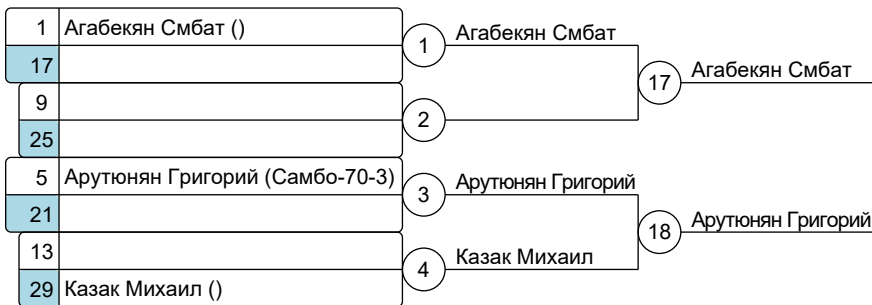 1 Агабекян Смбат ()
17
1
Агабекян Смбат
9
25
2
17
Агабекян Смбат
5 Арутюнян Григорий (Самбо-70-3)
21
3
Арутюнян Григорий
13
29 Казак Михаил ()
4
Казак Михаил
18
Арутюнян Григорий